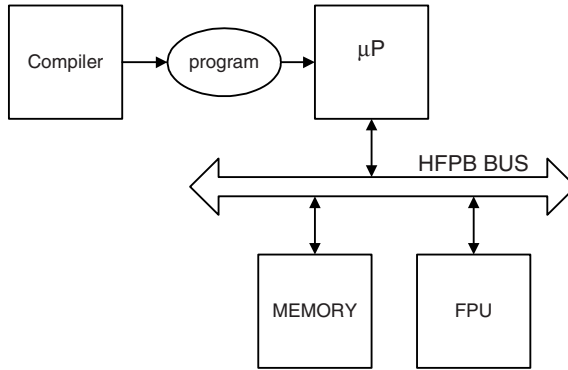 Compiler
program
μP
HFPB BUS
MEMORY
FPU